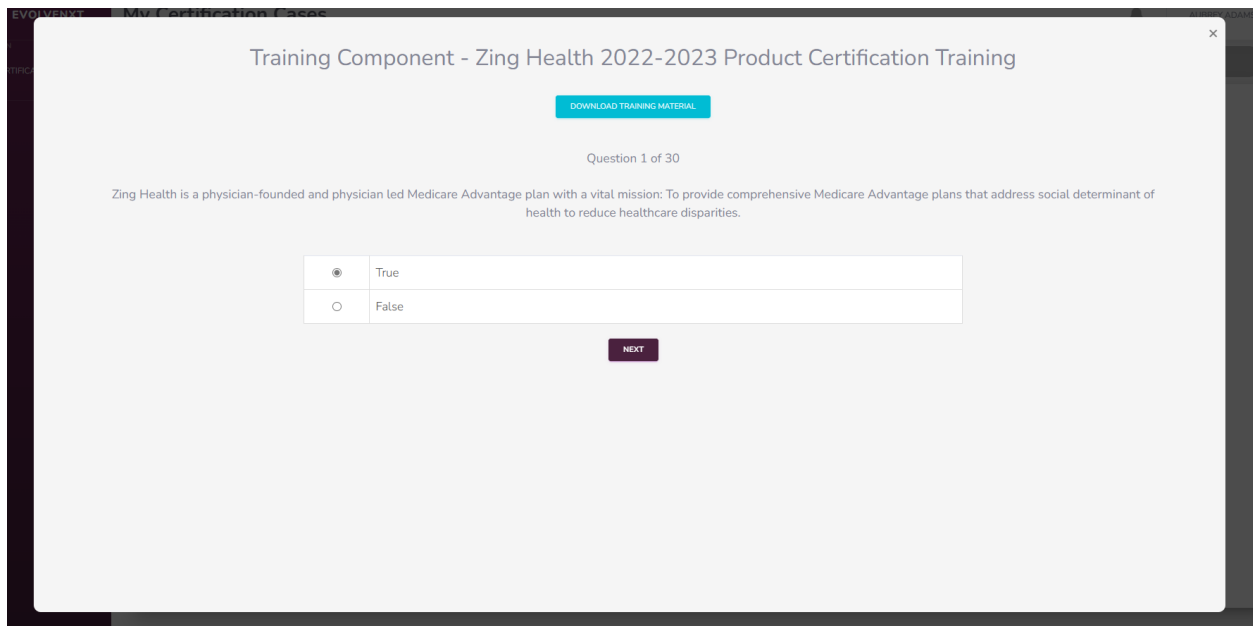 EVOLVENXT My Certification Cases
×
Training Component - Zing Health 2022-2023 Product Certification Training
DOWNLOAD TRAINING MATERIAL
Question 1 of 30
Zing Health is a physician-founded and physician led Medicare Advantage plan with a vital mission: To provide comprehensive Medicare Advantage plans that address social determinant of
health to reduce healthcare disparities.
True
False
NEXT